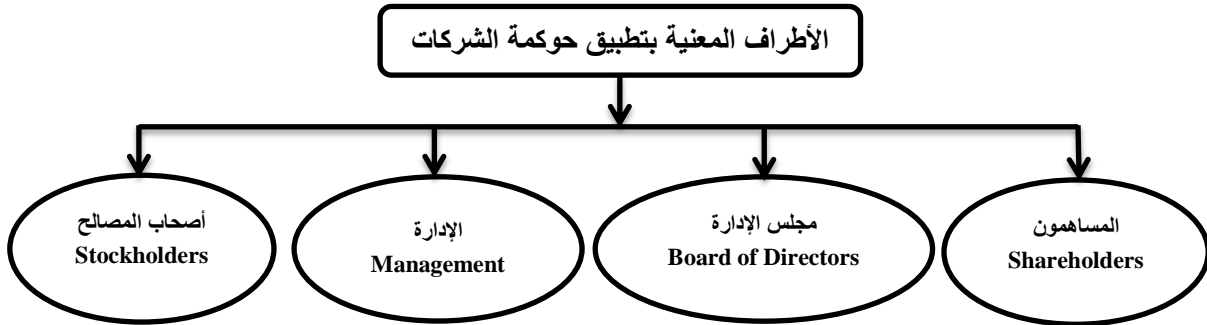 الأطراف المعنية بتطبيق حوكمة الشركات
المساهمون
Shareholders
مجلس الإدارة
Board of Directors
الإدارة
Management
أصحاب المصالح
Stockholders